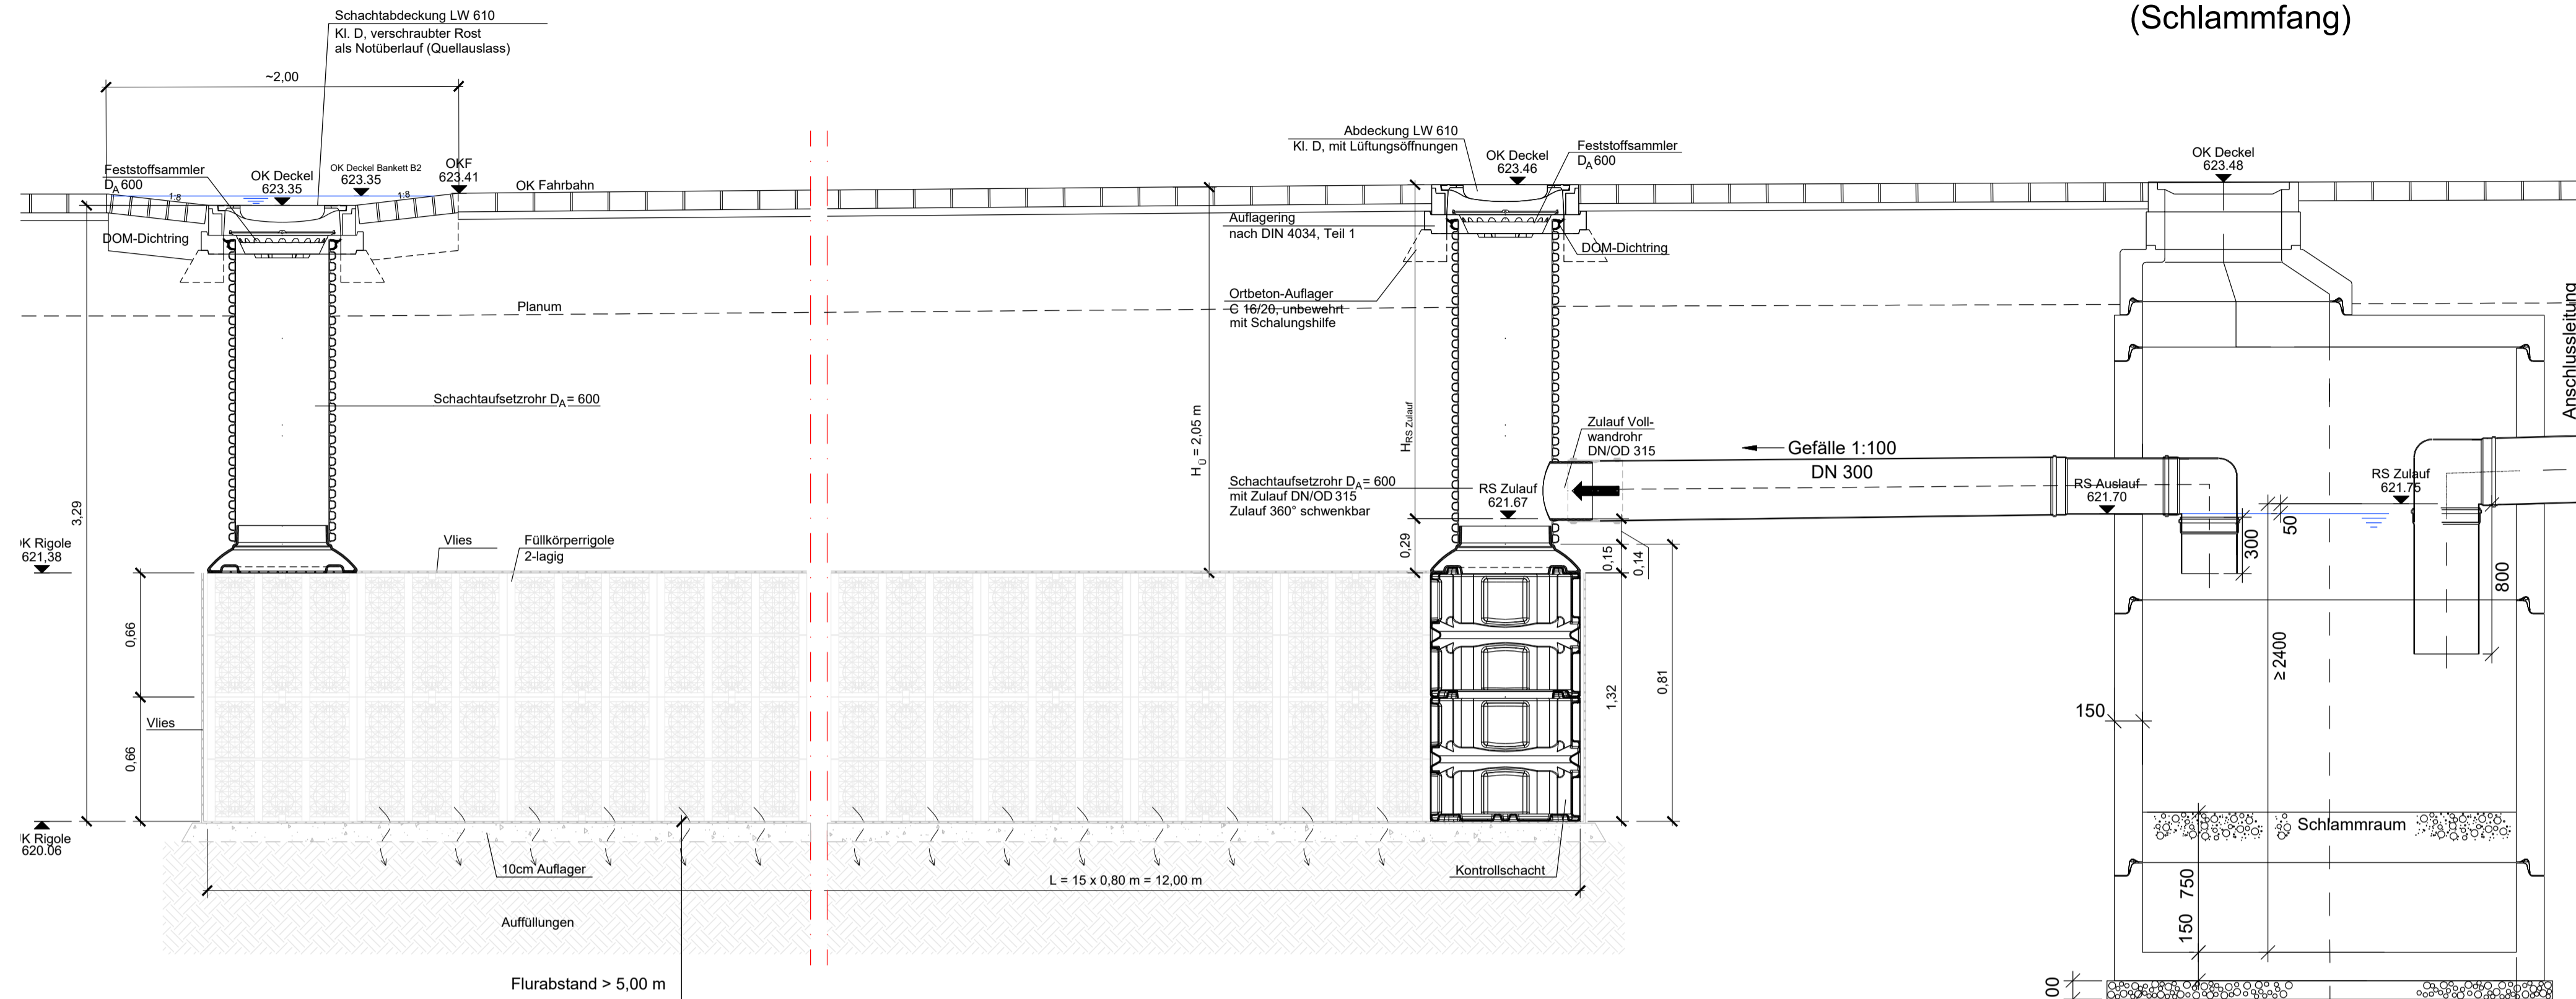 (Schlammfang)
Schachtabdeckung LW 610
Kl. D, verschraubter Rost
als Notüberlauf (Quellauslass)
~2,00
Feststoffsammler
DA 600
OK Deckel
623.35
OK Deckel Bankett B2
623.35
OKF
623.41
1:8
1:8
OK Fahrbahn
DOM-Dichtring
Planum
Schachtaufsetzrohr DA = 600
3,29
Abdeckung LW 610
Kl. D, mit Lüftungsöffnungen
OK Deckel
623.46
Feststoffsammler
DA 600
Auflagering
nach DIN 4034, Teil 1
DOM-Dichtring
Ortbeton-Auflager
C 16/20, unbewehrt
mit Schalungshilfe
HÜ = 2,05 m
HRS Zulauf
Zulauf Voll-
wandrohr
DN/OD 315
Schachtaufsetzrohr DA = 600
mit Zulauf DN/OD 315
Zulauf 360° schwenkbar
RS Zulauf
621.67
Gefälle 1:100
DN 300
OK Deckel
623.48
Anschlussleitung
RS Auslauf
621.70
RS Zulauf
621.75
50
300
800
≥ 2400
150
Schlammraum
750
150
00
K Rigole
621,38
Vlies
Füllkörperrigole
2-lagig
0,29
0,15
0,14
0,66
0,66
Vlies
1,32
0,81
K Rigole
620.06
10cm Auflager
Kontrollschacht
L = 15 x 0,80 m = 12,00 m
Auffüllungen
Flurabstand > 5,00 m